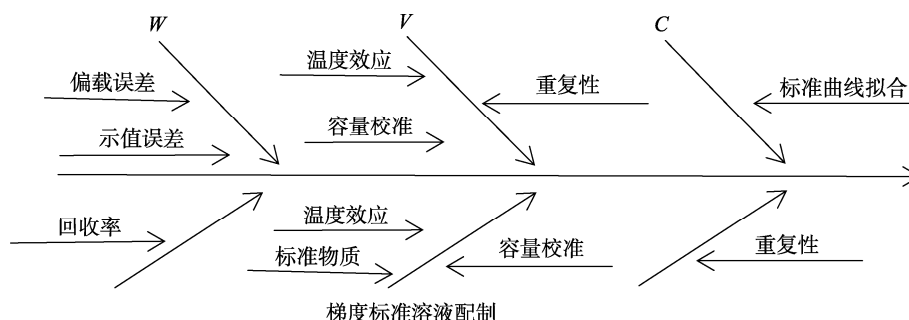 W
V
C
温度效应
偏载误差
重复性
标准曲线拟合
容量校准
示值误差
温度效应
回收率
标准物质
容量校准
重复性
梯度标准溶液配制